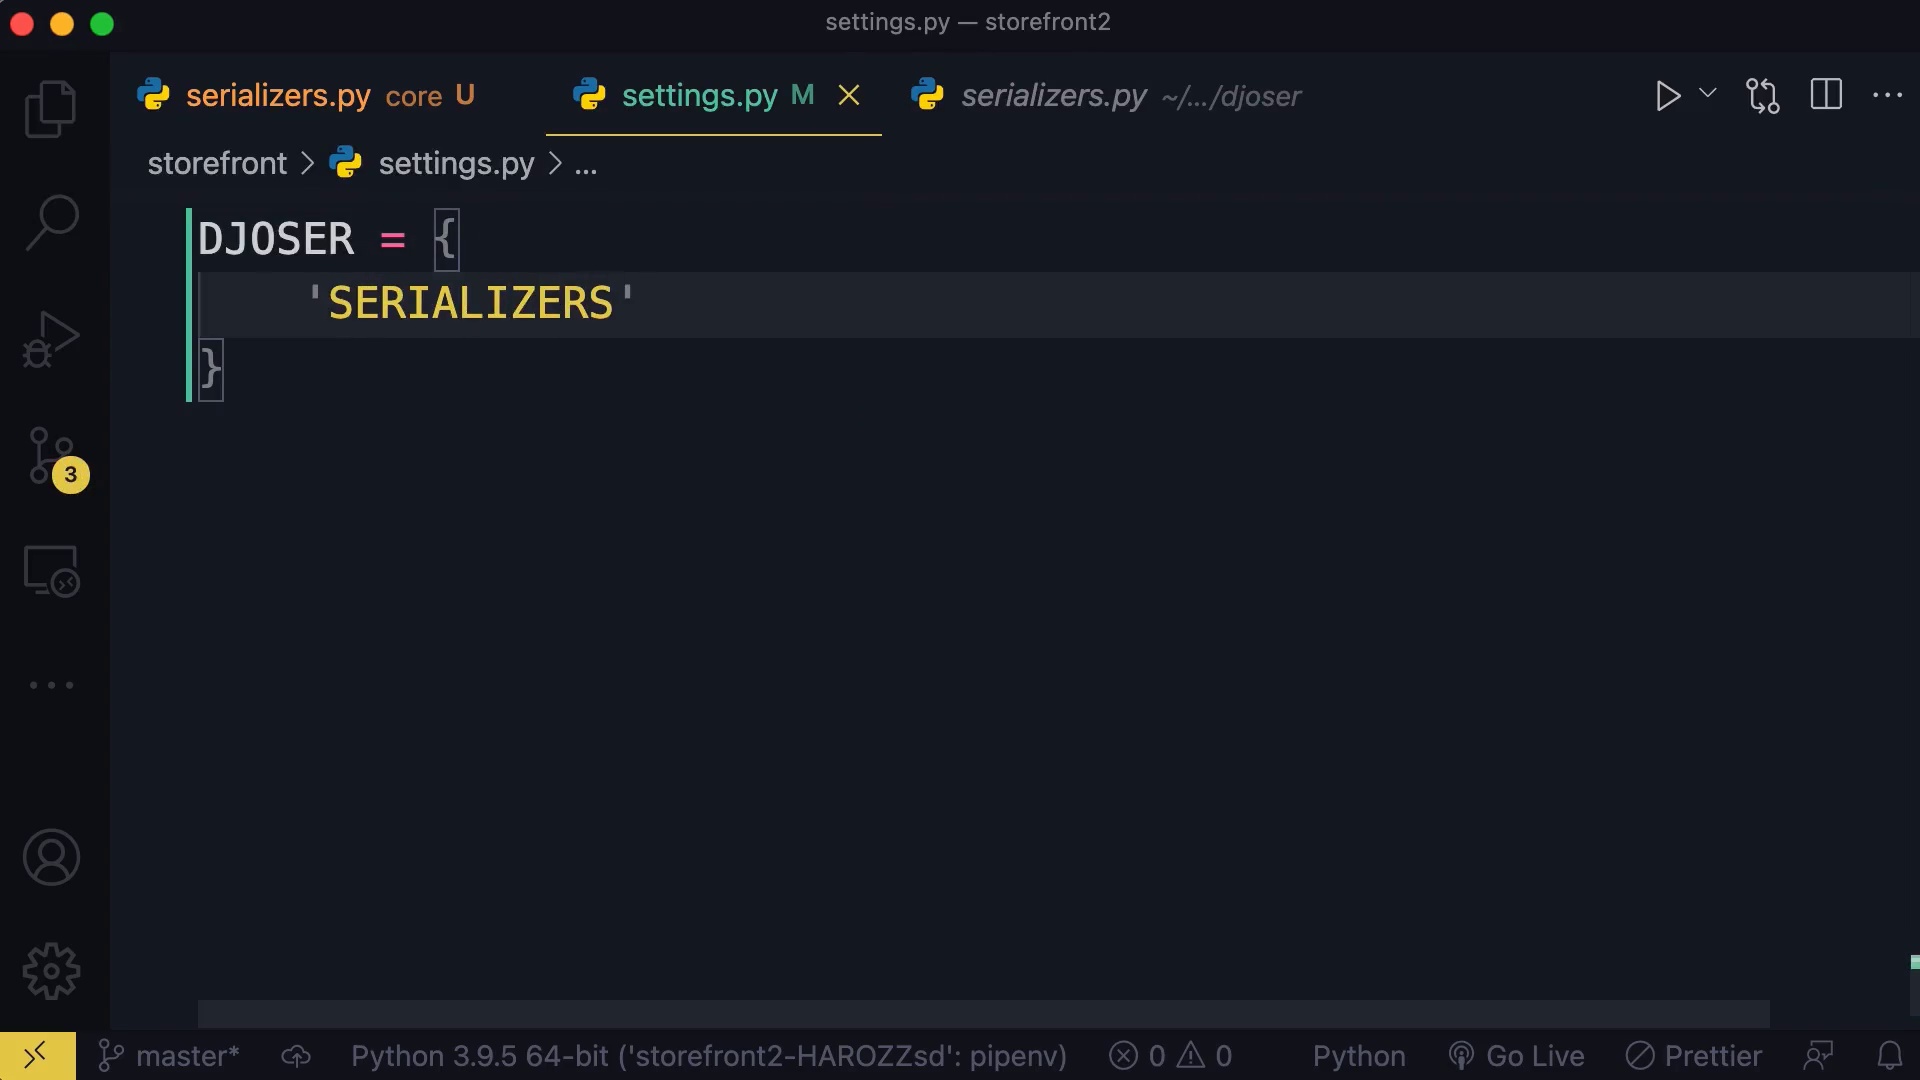 settings.py — storefront2
serializers.py core U
settings.py M
serializers.py ~/.../djoser
storefront > settings.py > ...
DJOSER = {
    'SERIALIZERS'
}
3
master*
Python 3.9.5 64-bit ('storefront2-HAROZZsd': pipenv)
0
0
Python
Go Live
Prettier